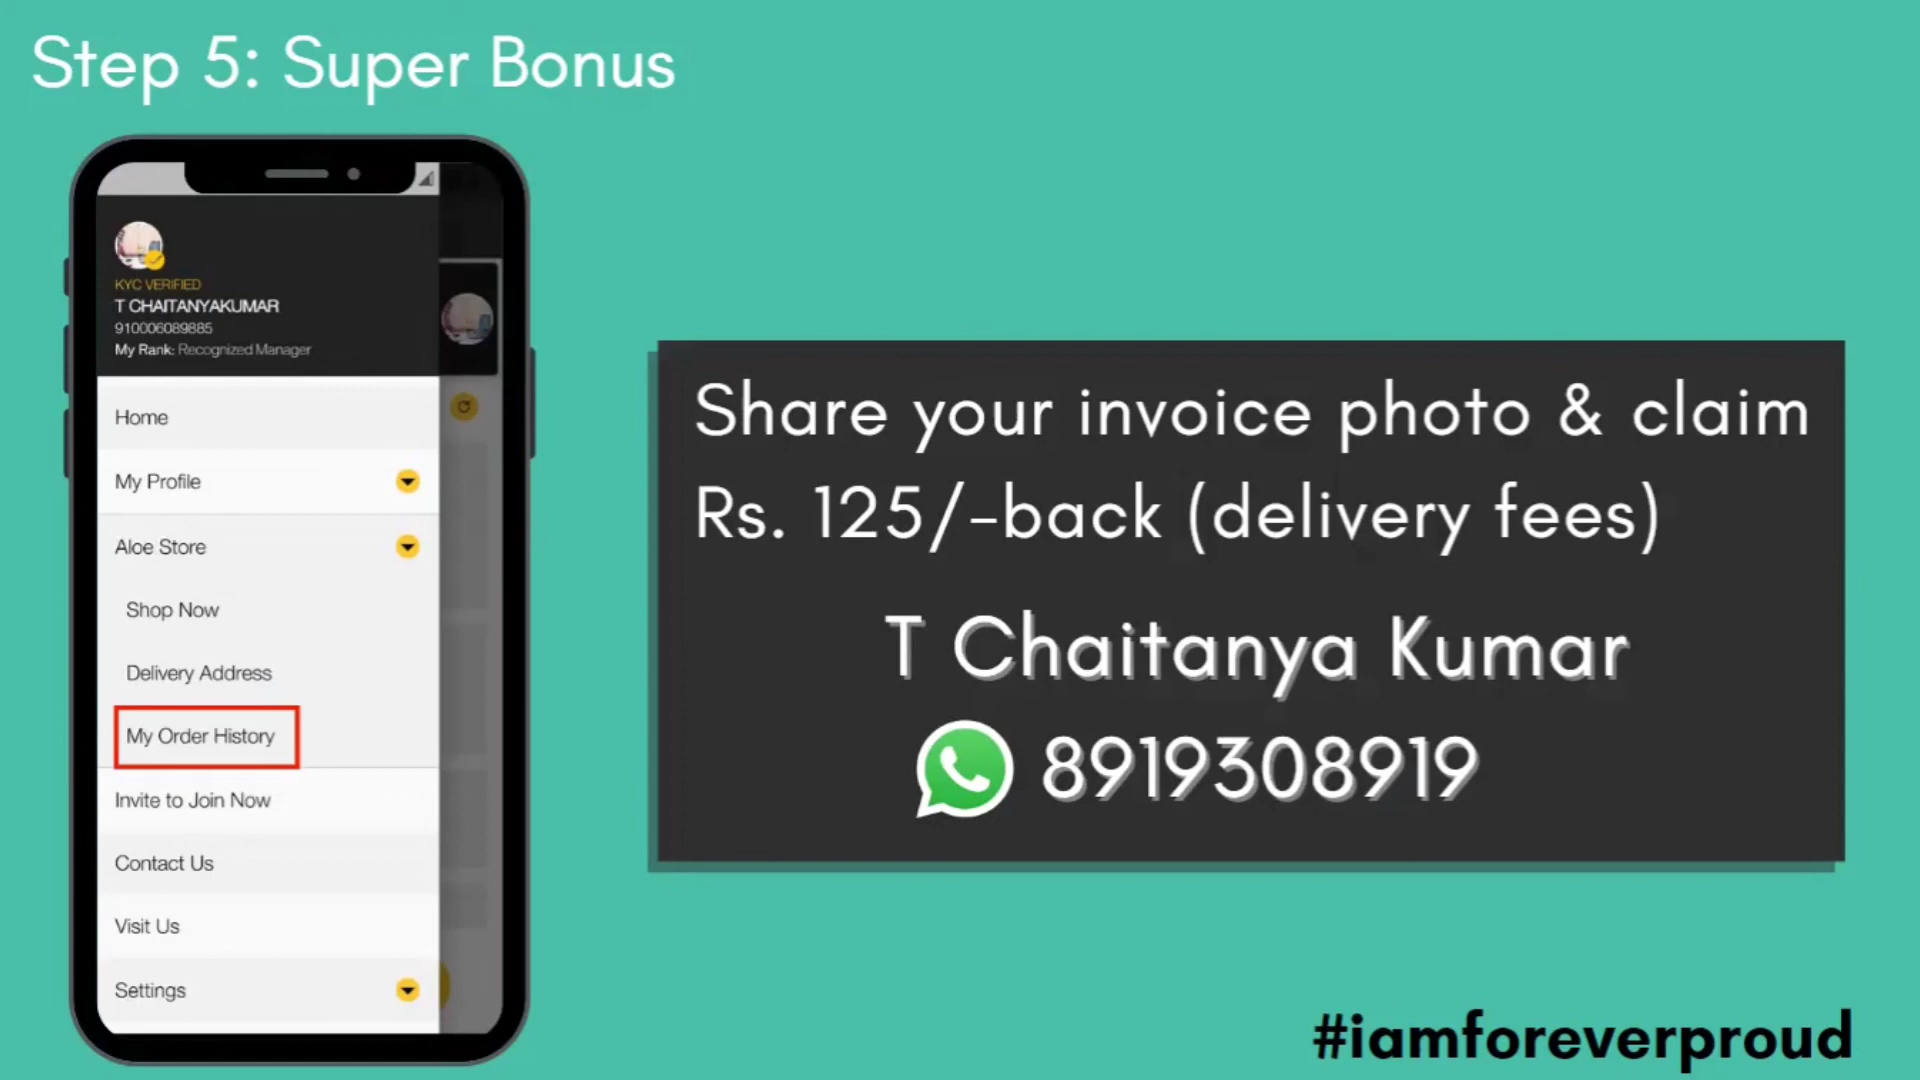 Step 5: Super Bonus
KYC VERIFIED
T CHAITANYAKUMAR
910006089885
My Rank: Recognized Manager
Home
My Profile
Aloe Store
Shop Now
Delivery Address
My Order History
Invite to Join Now
Contact Us
Visit Us
Settings
Share your invoice photo & claim
Rs. 125/-back (delivery fees)
T Chaitanya Kumar
8919308919
#iamforeverproud